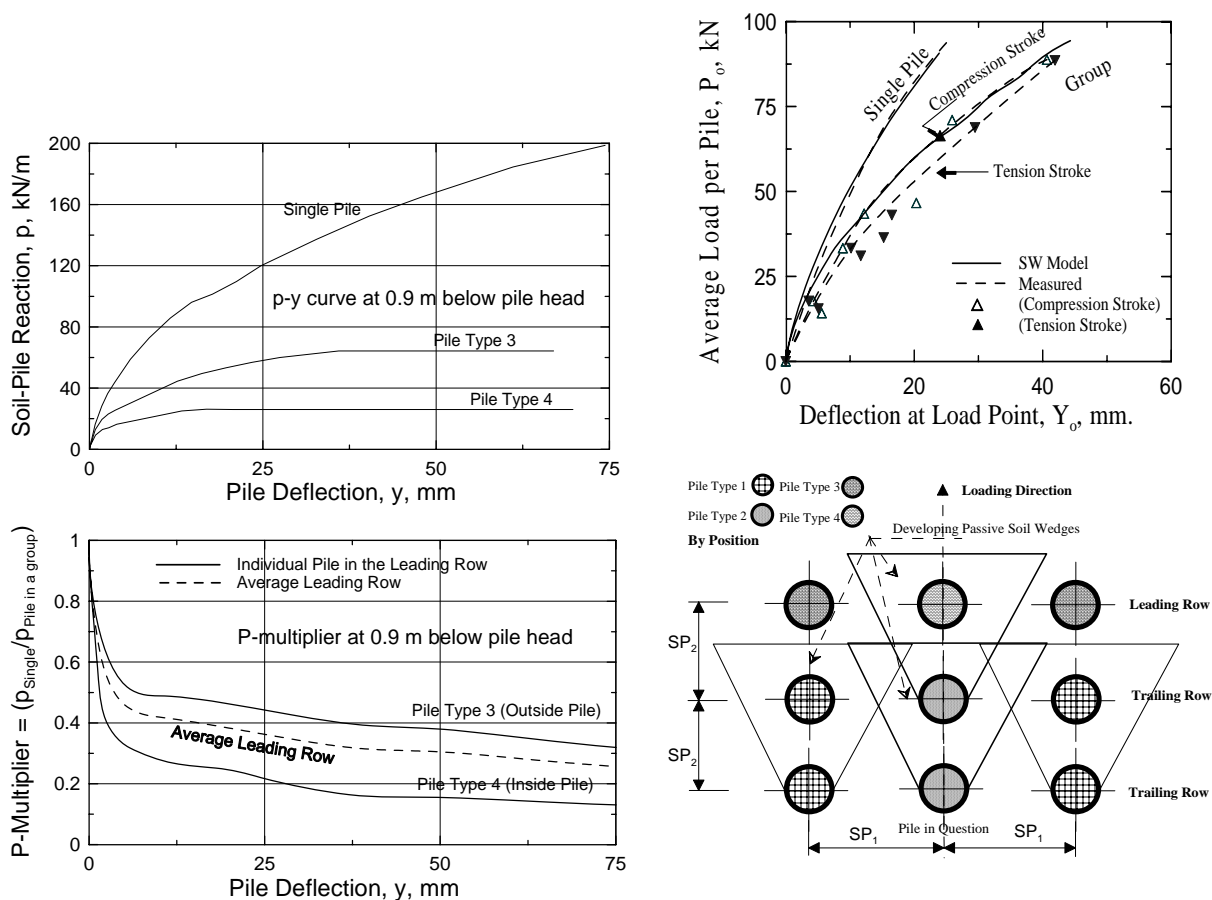 Soil-Pile Reaction, p, kN/m
200
160
120
80
40
0
Single Pile
p-y curve at 0.9 m below pile head
Pile Type 3
Pile Type 4
0 25 50 75
Pile Deflection, y, mm
Average Load per Pile, Pₒ, kN
100
75
50
25
0
Single Pile
Compression Stroke
Group
Tension Stroke
SW Model
Measured
(Compression Stroke)
(Tension Stroke)
0 20 40 60
Deflection at Load Point, Yₒ, mm.
P-Multiplier = (p Single/p Pile in a group)
1
0.8
0.6
0.4
0.2
0
Individual Pile in the Leading Row
Average Leading Row
P-multiplier at 0.9 m below pile head
Pile Type 3 (Outside Pile)
Average Leading Row
Pile Type 4 (Inside Pile)
0 25 50 75
Pile Deflection, y, mm
Pile Type 1 Pile Type 3
Pile Type 2 Pile Type 4
By Position
Loading Direction
Developing Passive Soil Wedges
Leading Row
SP₂
Trailing Row
SP₂
Trailing Row
Pile in Question
SP₁ SP₁